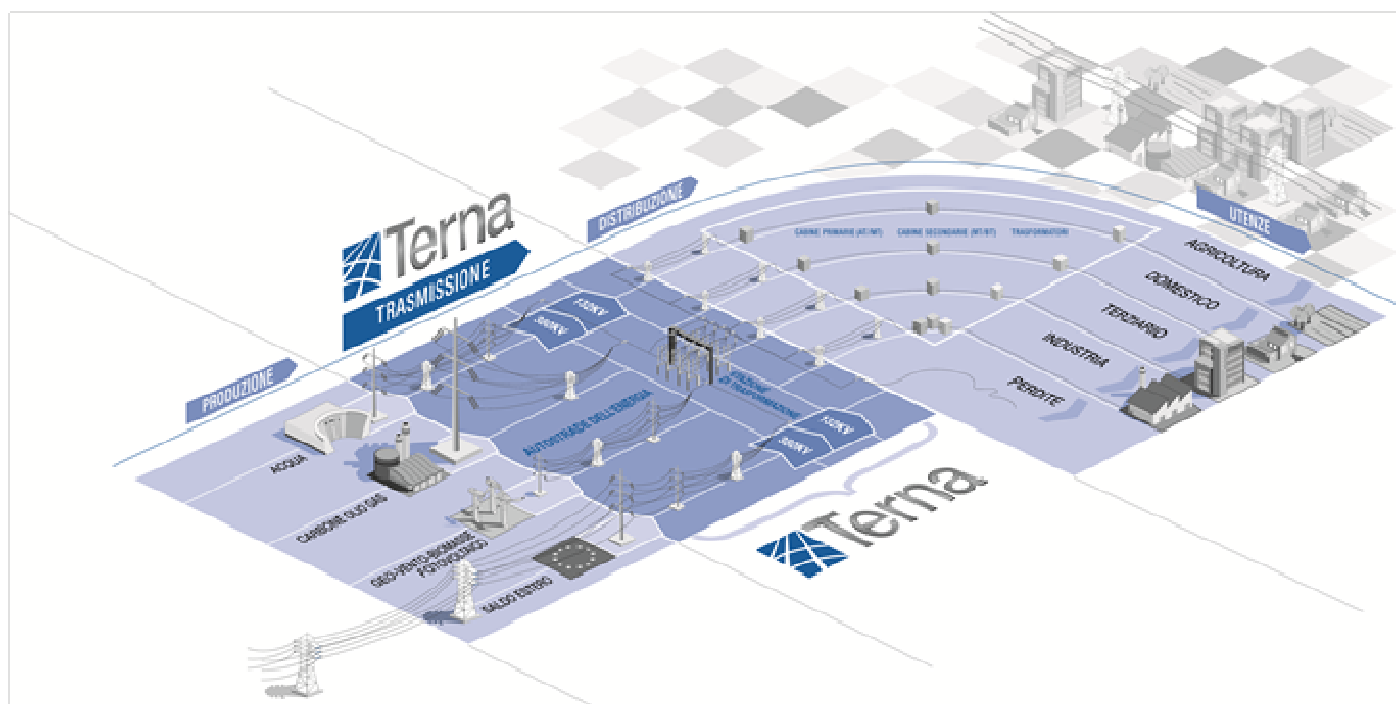 Terna
TRASMISSIONE
PRODUZIONE
DISTRIBUZIONE
UTENZE
CABINE PRIMARIE (AT/MT)
CABINE SECONDARIE (MT/BT)
TRASFORMATORI
AGRICOLTURA
DOMESTICO
TERZIARIO
INDUSTRIA
PERDITE
380KV
132KV
STAZIONE
DI TRASFORMAZIONE
AUTOSTRADE DELL'ENERGIA
380KV
132KV
ACQUA
CARBONE OLIO GAS
GEO-VENTO-BIOMASSE
FOTOVOLTAICO
SALDO ESTERO
Terna